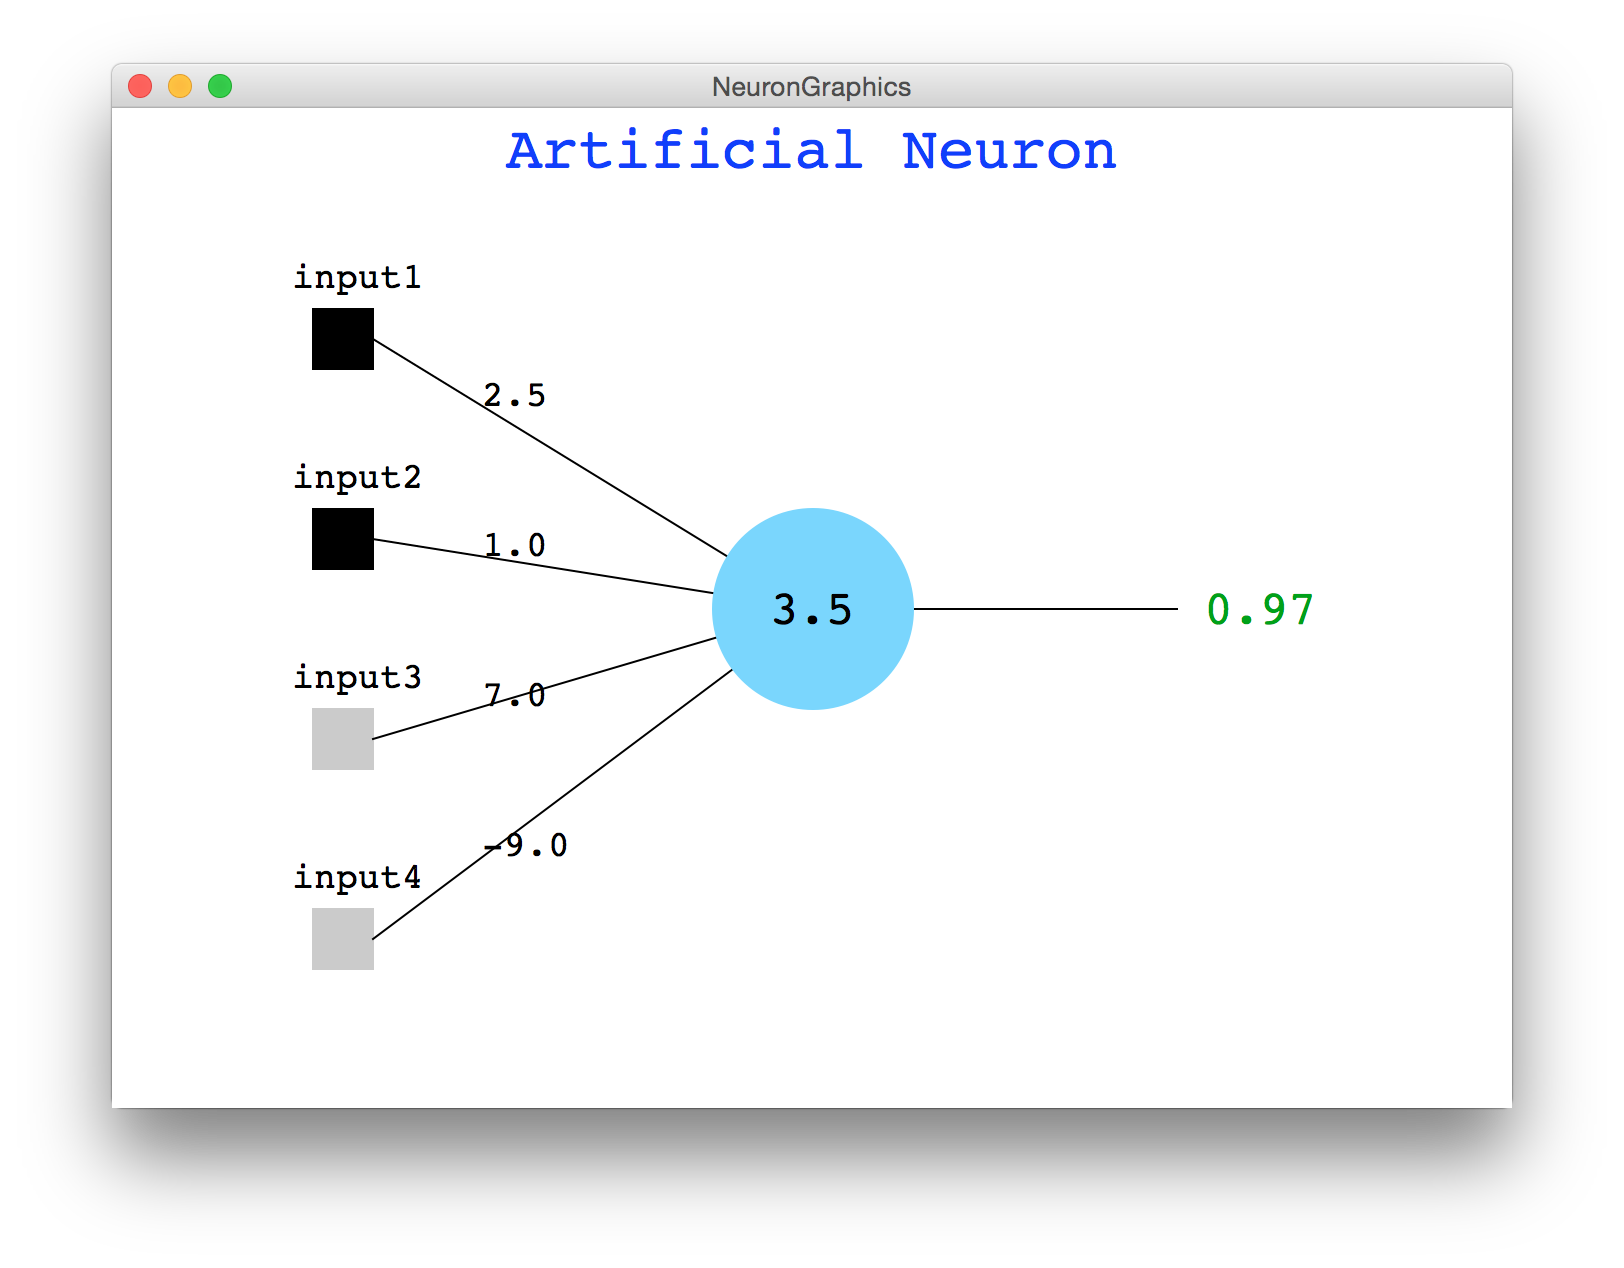 NeuronGraphics
Artificial Neuron
input1
2.5
input2
1.0
3.5
0.97
input3
7.0
-9.0
input4